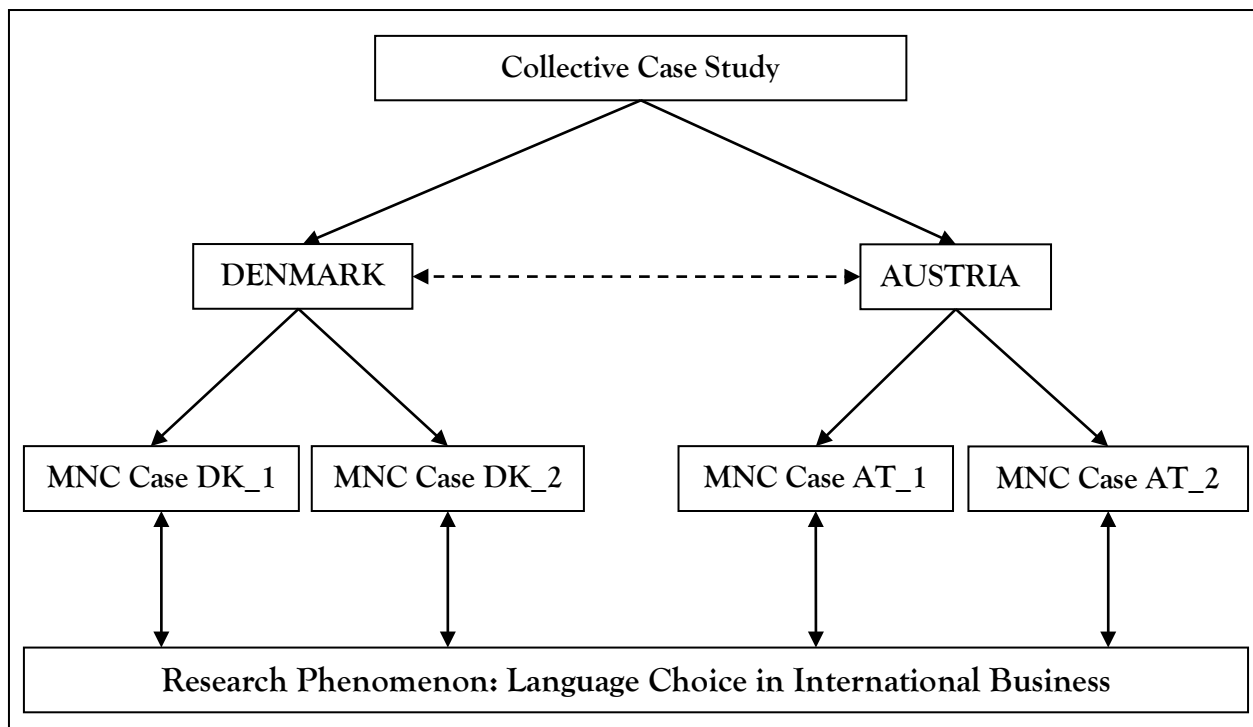 Collective Case Study
DENMARK
AUSTRIA
MNC Case DK_1
MNC Case DK_2
MNC Case AT_1
MNC Case AT_2
Research Phenomenon: Language Choice in International Business